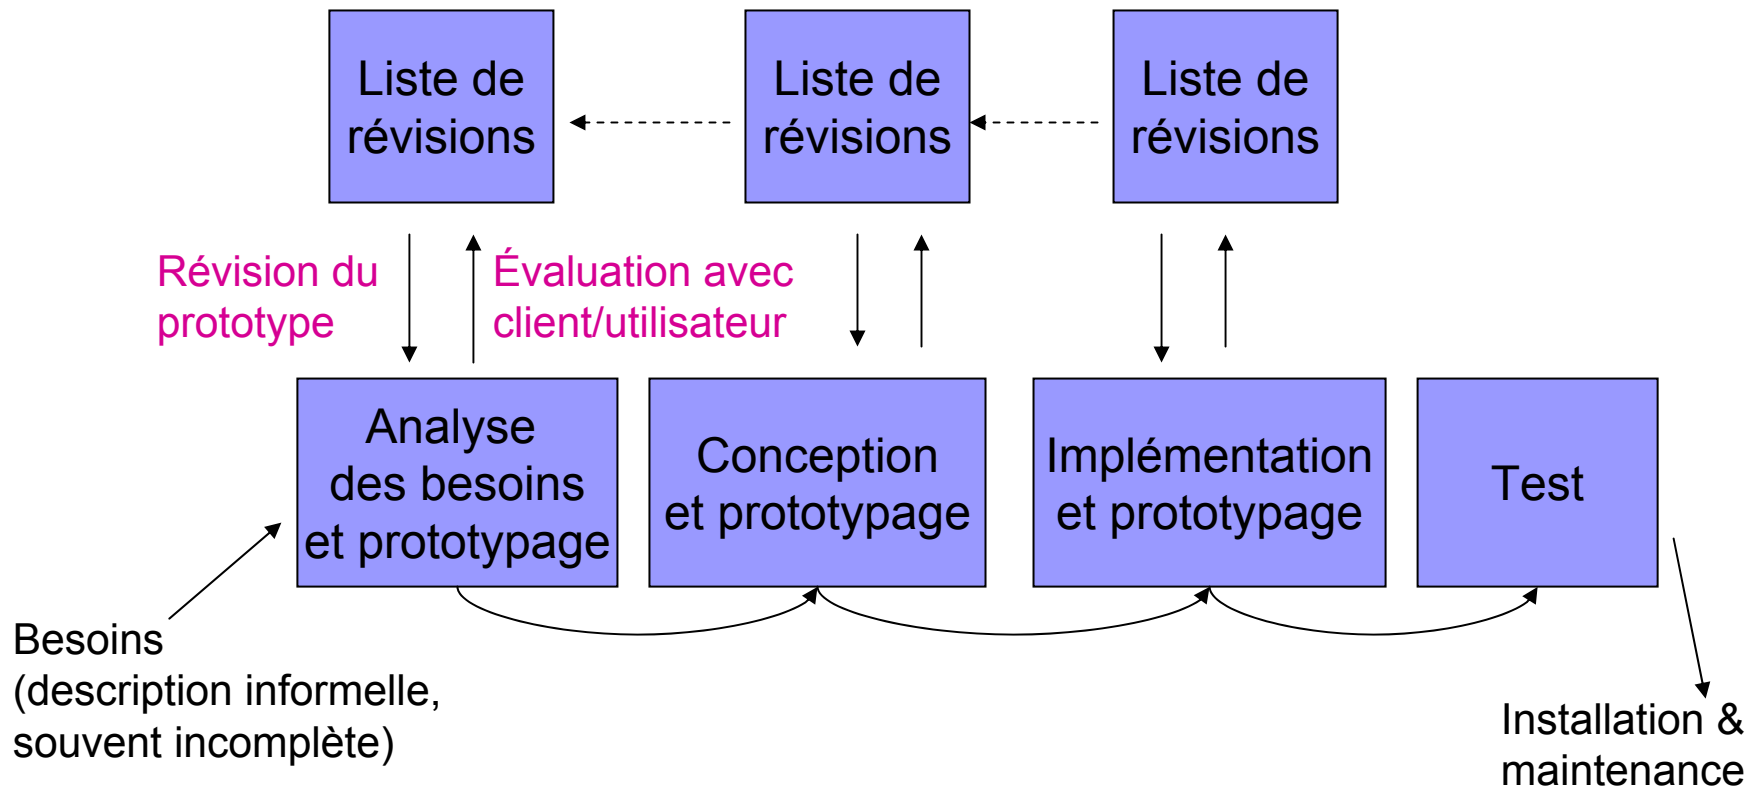 Liste de
révisions
Liste de
révisions
Liste de
révisions
Révision du
prototype
Évaluation avec
client/utilisateur
Analyse
des besoins
et prototypage
Conception
et prototypage
Implémentation
et prototypage
Test
Besoins
(description informelle,
souvent incomplète)
Installation &
maintenance